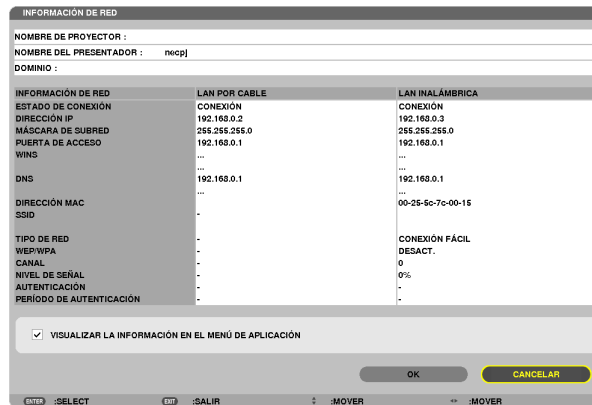 INFORMACIÓN DE RED
NOMBRE DE PROYECTOR :
NOMBRE DEL PRESENTADOR : necpj
DOMINIO :
INFORMACIÓN DE RED LAN POR CABLE LAN INALÁMBRICA
ESTADO DE CONEXIÓN CONEXIÓN CONEXIÓN
DIRECCIÓN IP 192.168.0.2 192.168.0.3
MÁSCARA DE SUBRED 255.255.255.0 255.255.255.0
PUERTA DE ACCESO 192.168.0.1 192.168.0.1
WINS ... ...
... ...
DNS 192.168.0.1 192.168.0.1
... ...
DIRECCIÓN MAC 00-25-5c-7c-00-15
SSID -
TIPO DE RED - CONEXIÓN FÁCIL
WEP/WPA - DESACT.
CANAL - 0
NIVEL DE SEÑAL - 0%
AUTENTICACIÓN - -
PERÍODO DE AUTENTICACIÓN - -
VISUALIZAR LA INFORMACIÓN EN EL MENÚ DE APLICACIÓN
OK CANCELAR
ENTER :SELECT EXIT :SALIR :MOVER :MOVER